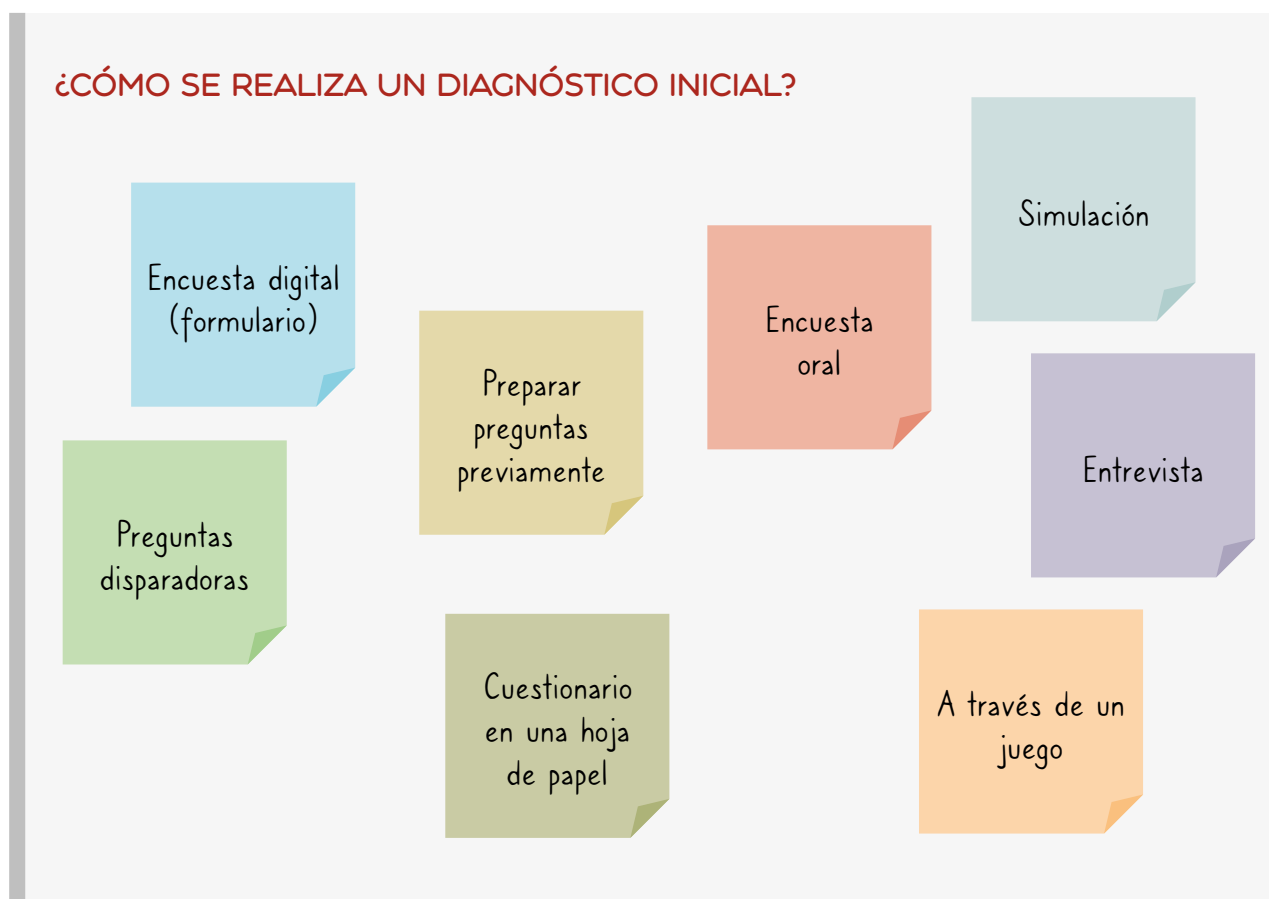 ¿CÓMO SE REALIZA UN DIAGNÓSTICO INICIAL?
Simulación
Encuesta digital
(formulario)
Encuesta
oral
Preparar
preguntas
previamente
Entrevista
Preguntas
disparadoras
Cuestionario
en una hoja
de papel
A través de un
juego